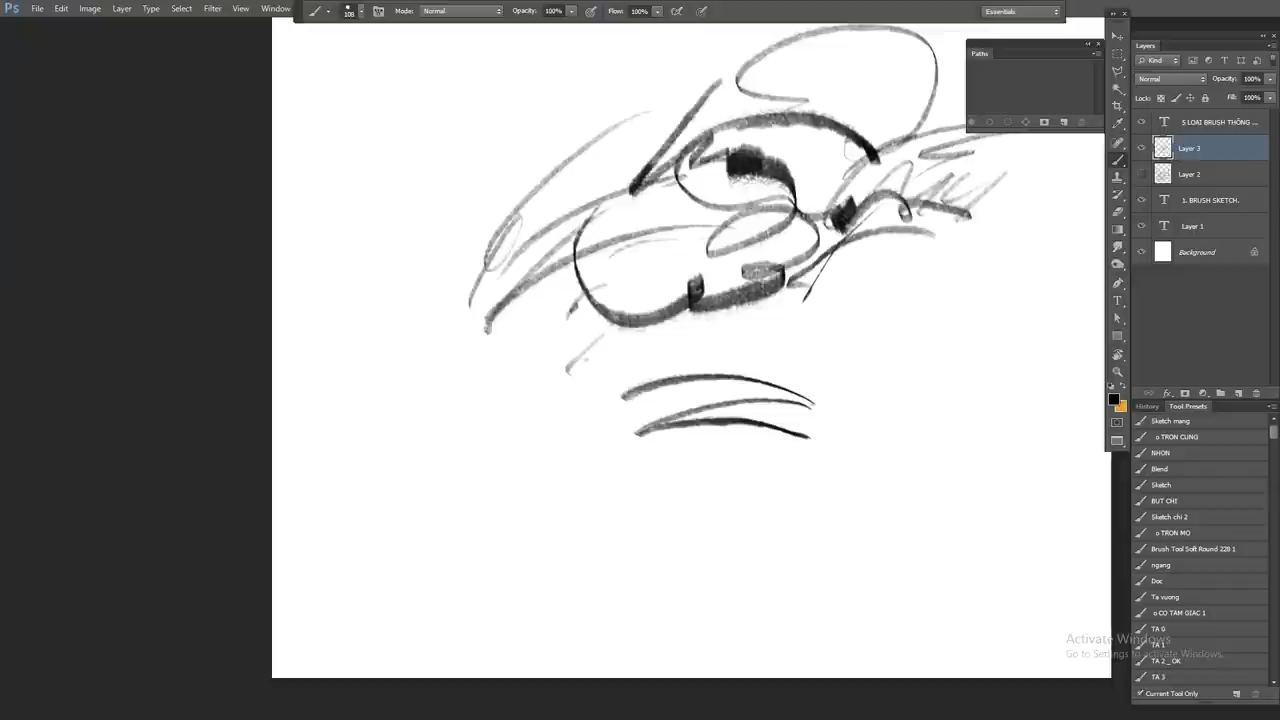 Ps File Edit Image Layer Type Select Filter 3D View Window
108 Mode: Normal Opacity: 100% Flow: 100% Essentials
Paths
Layers
Kind
Normal Opacity: 100%
Lock: Fill: 100%
5 LOAI BRUSH THÔNG ...
Layer 3
Layer 2
1. BRUSH SKETCH.
Layer 1
Background
History Tool Presets
Sketch mang
o TRON CUNG
NHON
Blend
Sketch
BUT CHI
Sketch chi 2
o TRON MO
Brush Tool Soft Round 228 1
ngang
Doc
Ta vuong
o CO TAM GIAC 1
TA 0
TA 1
TA 2 _ OK
TA 3
Current Tool Only
Activate Windows
Go to Settings to activate Windows.